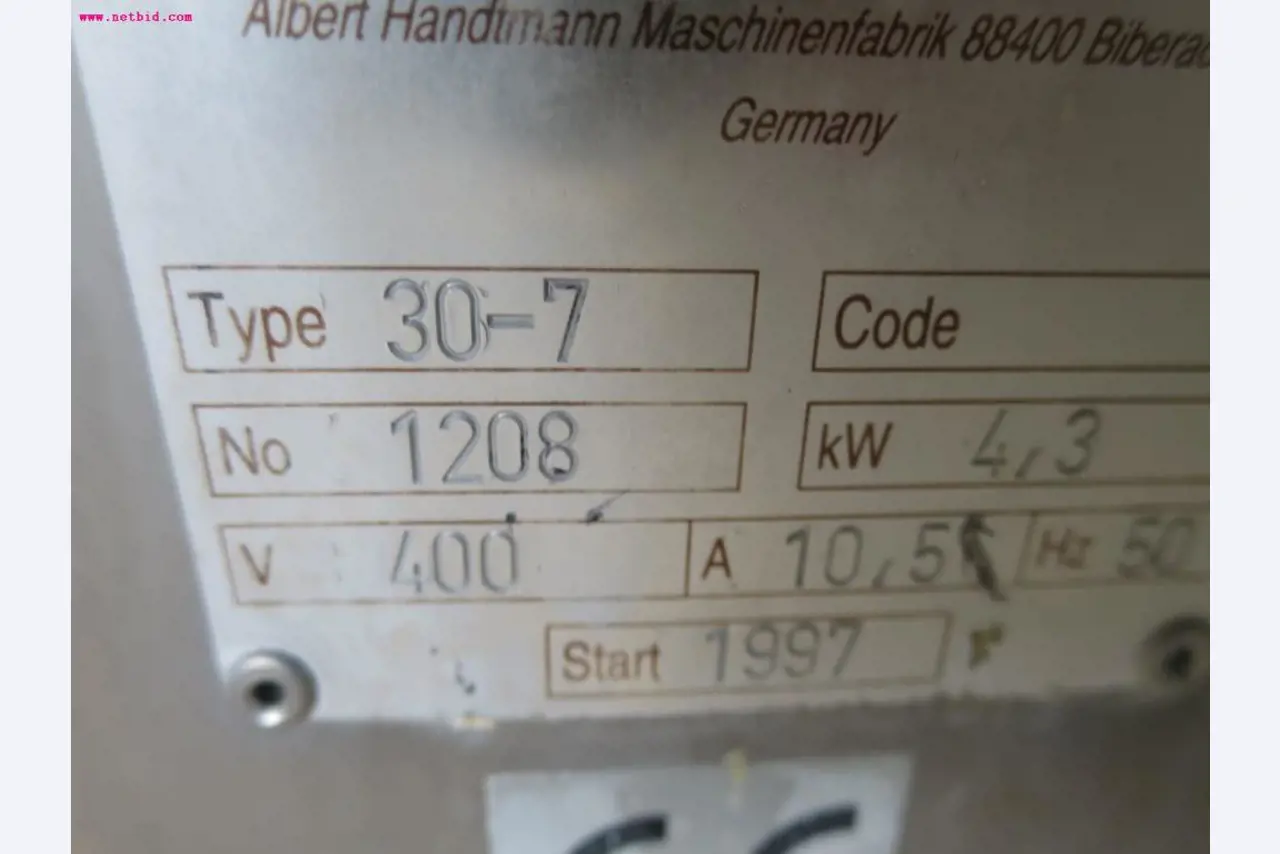 www.netbid.com
Albert Handtmann Maschinenfabrik 88400 Biberac
Germany
Type 30-7 Code
No 1208 kW 4,3
V 400 A 10,5 Hz 50
Start 1997
CE